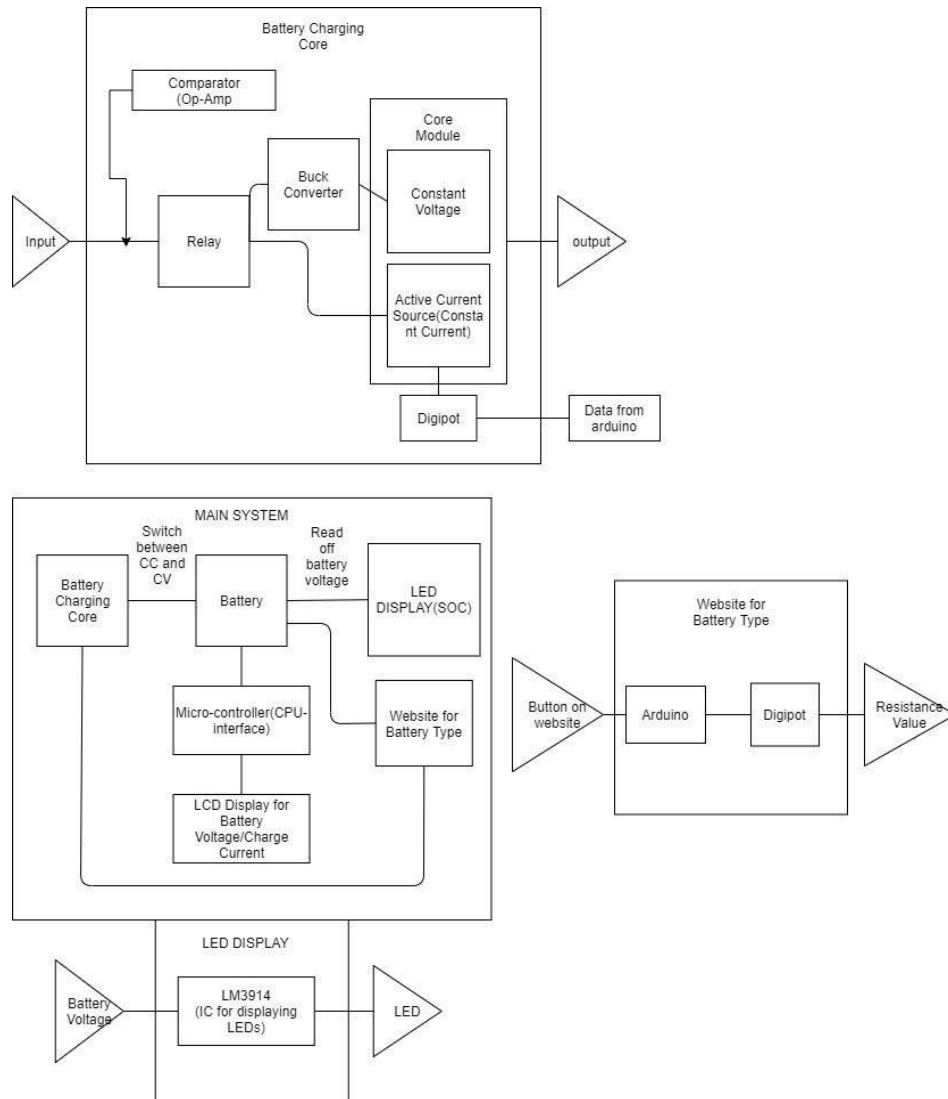 Battery Charging
Core
Comparator
(Op-Amp
Core
Module
Buck
Converter
Constant
Voltage
Input
Relay
output
Active Current
Source(Consta
nt Current)
Digipot
Data from
arduino
MAIN SYSTEM
Switch
between
CC and
CV
Read
off
battery
voltage
Battery
Charging
Core
Battery
LED
DISPLAY(SOC)
Micro-controller(CPU-
interface)
Website for
Battery Type
LCD Display for
Battery
Voltage/Charge
Current
Website for
Battery Type
Button on
website
Arduino
Digipot
Resistance
Value
LED DISPLAY
Battery
Voltage
LM3914
(IC for displaying
LEDs)
LED